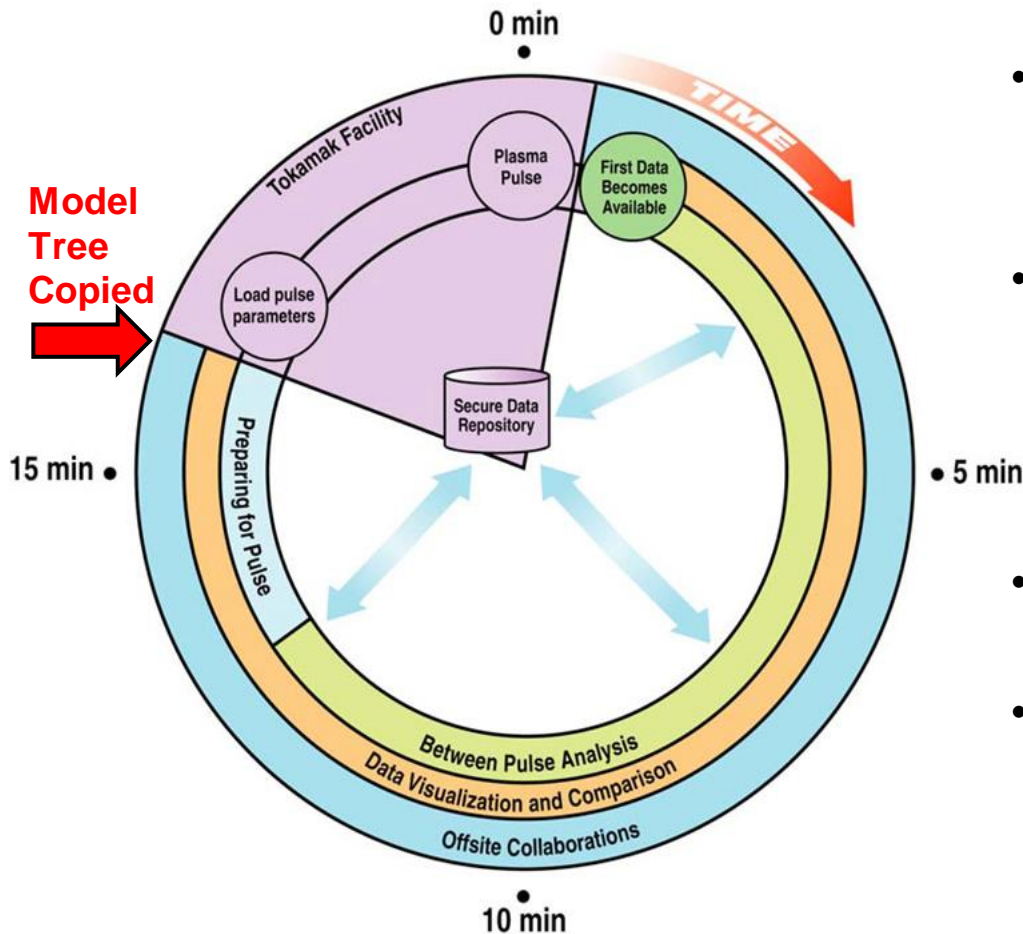 0 min
TIME
Tokamak Facility
Plasma
Pulse
First Data
Becomes
Available
Model
Tree
Copied
Load pulse
parameters
Secure Data
Repository
15 min
5 min
Preparing for Pulse
Between Pulse Analysis
Data Visualization and Comparison
Offsite Collaborations
10 min